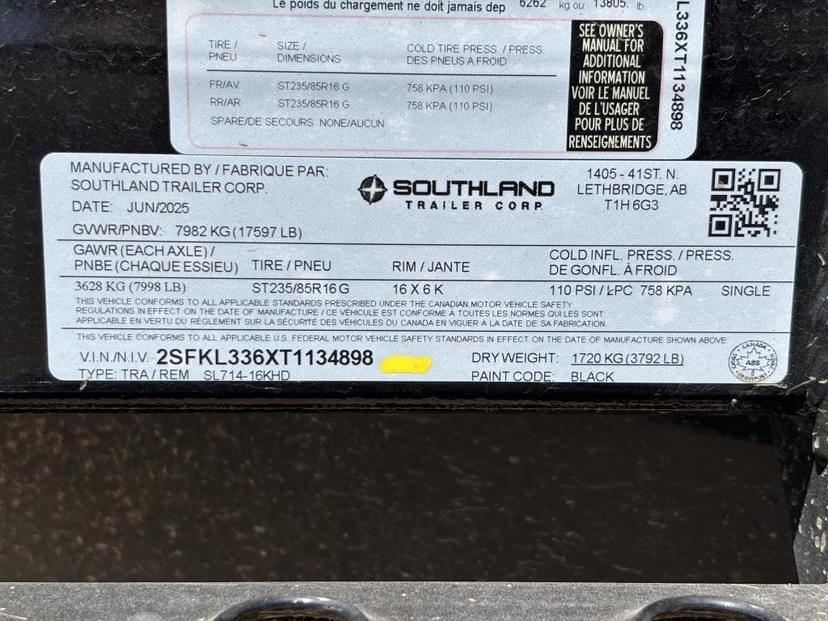 Le poids du chargement ne doit jamais dep 6262 kg ou 13805. lb.
TIRE / PNEU SIZE / DIMENSIONS COLD TIRE PRESS. / PRESS. DES PNEUS A FROID
FR/AV ST235/85R16 G 758 KPA (110 PSI)
RR/AR ST235/85R16 G 758 KPA (110 PSI)
SPARE/DE SECOURS NONE/AUCUN
SEE OWNER'S
MANUAL FOR
ADDITIONAL
INFORMATION
VOIR LE MANUEL
DE L'USAGER
POUR PLUS DE
RENSEIGNEMENTS
L336XT1134898
MANUFACTURED BY / FABRIQUE PAR:
SOUTHLAND TRAILER CORP.
DATE: JUN/2025
SOUTHLAND
TRAILER CORP.
1405 - 41ST. N.
LETHBRIDGE, AB
T1H 6G3
GVWR/PNBV: 7982 KG (17597 LB)
GAWR (EACH AXLE) /
PNBE (CHAQUE ESSIEU) TIRE / PNEU RIM / JANTE COLD INFL. PRESS. / PRESS.
DE GONFL. À FROID
3628 KG (7998 LB) ST235/85R16 G 16 X 6 K 110 PSI / LPC 758 KPA SINGLE
THIS VEHICLE CONFORMS TO ALL APPLICABLE STANDARDS PRESCRIBED UNDER THE CANADIAN MOTOR VEHICLE SAFETY
REGULATIONS IN EFFECT ON THE DATE OF MANUFACTURE / CE VÉHICULE EST CONFORME À TOUTES LES NORMES QUI LES SONT
APPLICABLE EN VERTU DU RÈGLEMENT SUR LA SÉCURITÉ DES VÉHICULES DU CANADA EN VIGUER À LA DATE DE SA FABRICATION
THIS VEHICLE CONFORMS TO ALL APPLICABLE U.S. FEDERAL MOTOR VEHICLE SAFETY STANDARDS IN EFFECT ON DATE OF MANUFACTURE SHOWN ABOVE
V.I.N./N.I.V. 2SFKL336XT1134898 DRY WEIGHT: 1720 KG (3792 LB)
TYPE: TRA / REM SL714-16KHD PAINT CODE: BLACK
CANADA
ABS